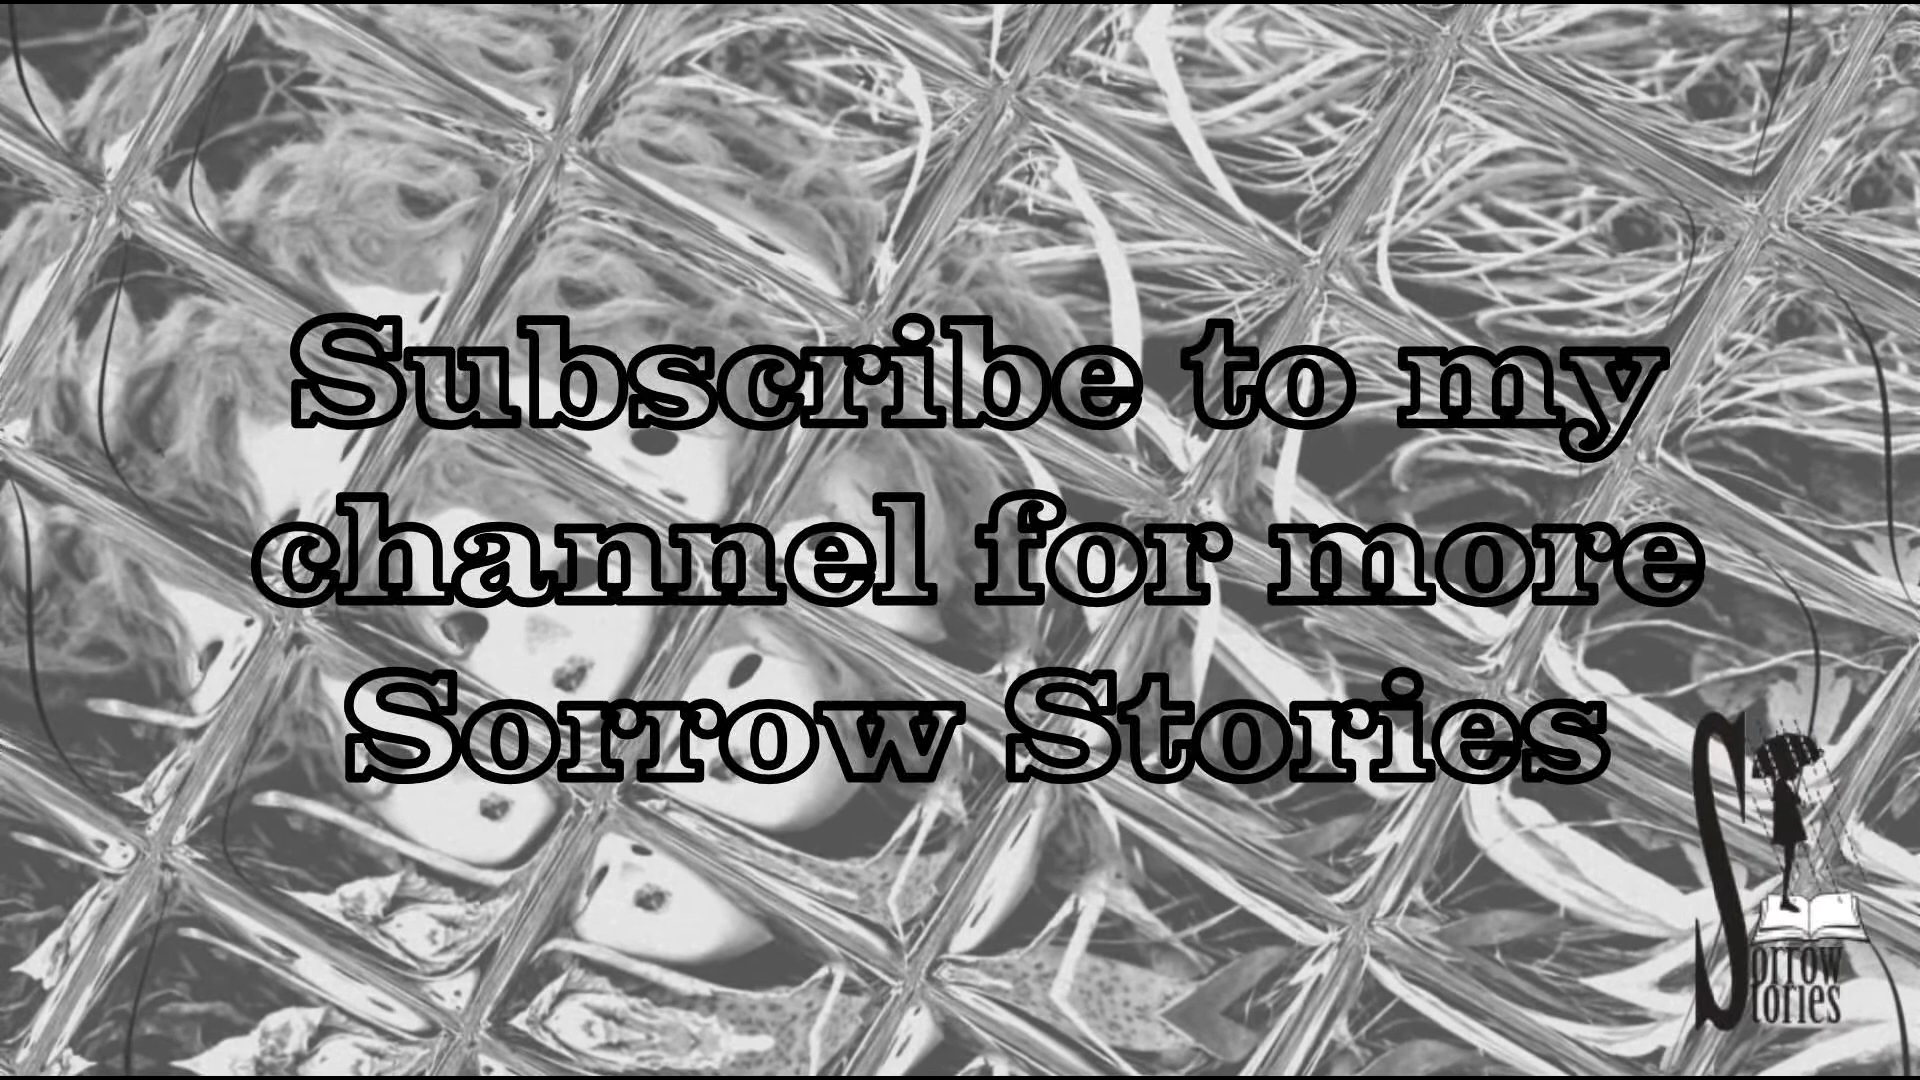 Subscribe to my
channel for more
Sorrow Stories
Sorrow
Stories